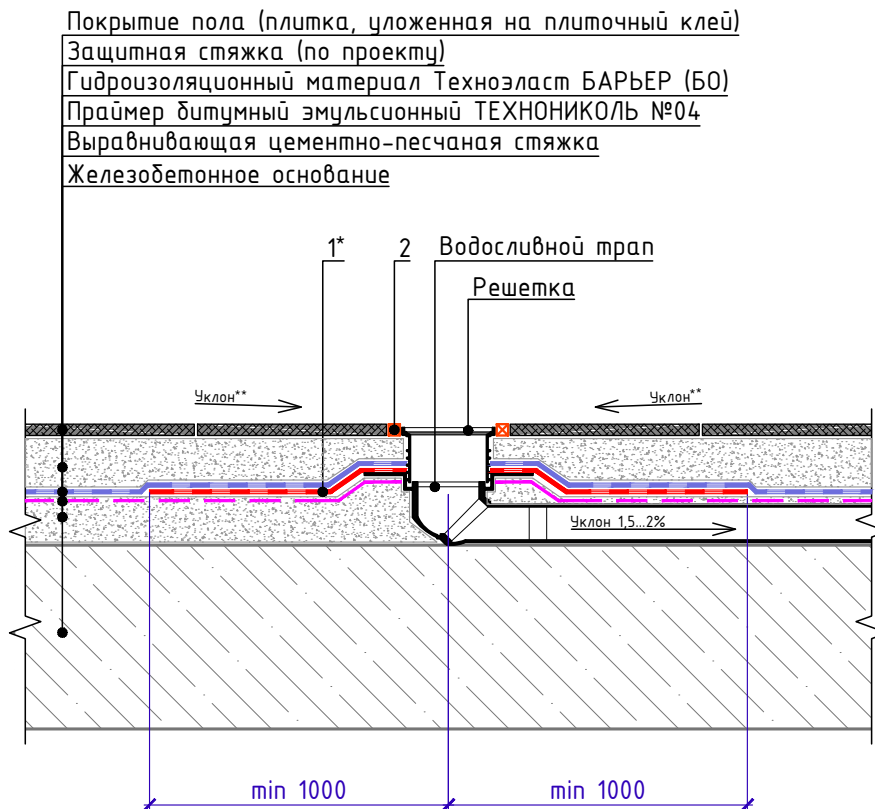 Покрытие пола (плитка, уложенная на плиточный клей)
Защитная стяжка (по проекту)
Гидроизоляционный материал Техноэласт БАРЬЕР (БО)
Праймер битумный эмульсионный ТЕХНОНИКОЛЬ №04
Выравнивающая цементно-песчаная стяжка
Железобетонное основание
1*
2
Водосливной трап
Решетка
Уклон**
Уклон**
Уклон 1,5...2%
min 1000
min 1000